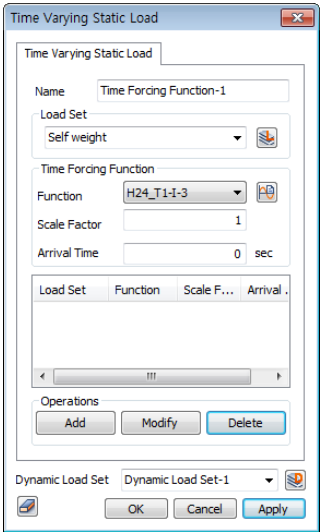 Time Varying Static Load
Time Varying Static Load
Name Time Forcing Function-1
Load Set
Self weight
Time Forcing Function
Function H24_T1-I-3
Scale Factor 1
Arrival Time 0 sec
Load Set Function Scale F... Arrival .
Operations
Add Modify Delete
Dynamic Load Set Dynamic Load Set-1
OK Cancel Apply